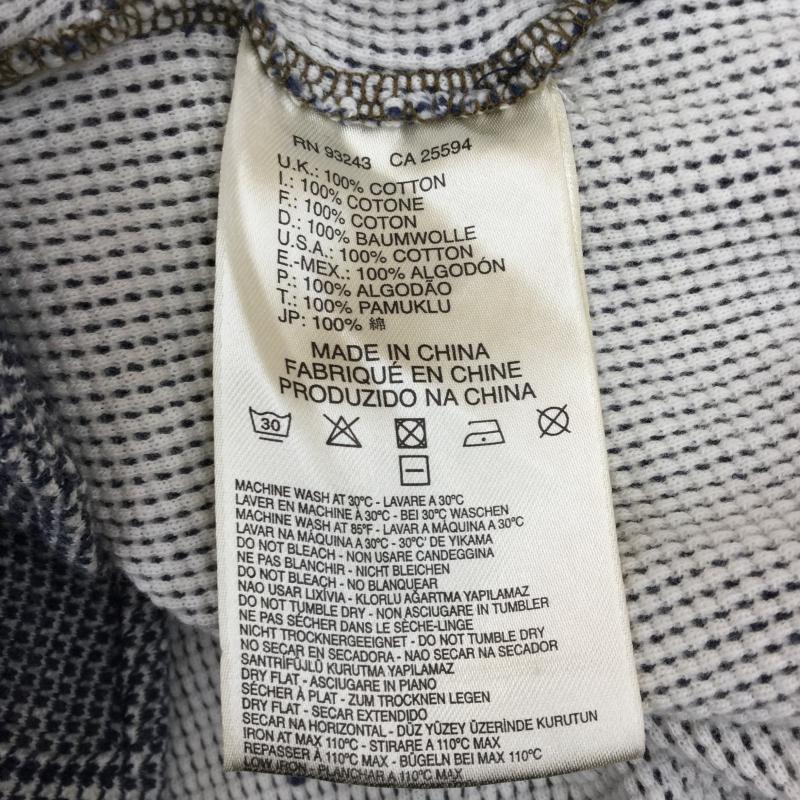 RN 93243 CA 25594
U.K.: 100% COTTON
I.: 100% COTONE
F.: 100% COTON
D.: 100% BAUMWOLLE
U.S.A.: 100% COTTON
E.-MEX.: 100% ALGODÓN
P.: 100% ALGODÃO
T.: 100% PAMUKLU
JP: 100% 綿
MADE IN CHINA
FABRIQUÉ EN CHINE
PRODUZIDO NA CHINA
30
MACHINE WASH AT 30°C - LAVARE A 30°C
LAVER EN MACHINE À 30°C - BEI 30°C WASCHEN
MACHINE WASH AT 85°F - LAVAR A MÁQUINA A 30°C
LAVAR NA MÁQUINA A 30°C - 30°C' DE YIKAMA
DO NOT BLEACH - NON USARE CANDEGGINA
NE PAS BLANCHIR - NICHT BLEICHEN
DO NOT BLEACH - NO BLANQUEAR
NAO USAR LIXÍVIA - KLORLU AĞARTMA YAPILAMAZ
DO NOT TUMBLE DRY - NON ASCIUGARE IN TUMBLER
NE PAS SÉCHER DANS LE SÈCHE-LINGE
NICHT TROCKNERGEEIGNET - DO NOT TUMBLE DRY
NO SECAR EN SECADORA - NAO SECAR NA SECADOR
SANTRİFÜJLÜ KURUTMA YAPILAMAZ
DRY FLAT - ASCIUGARE IN PIANO
SÉCHER À PLAT - ZUM TROCKNEN LEGEN
DRY FLAT - SECAR EXTENDIDO
SECAR NA HORIZONTAL - DÜZ YÜZEY ÜZERİNDE KURUTUN
IRON AT MAX 110°C - STIRARE A 110°C MAX
REPASSER À 110°C MAX - BÜGELN BEI MAX 110°C
LOW IRON - PLANCHAR A 110°C MAX